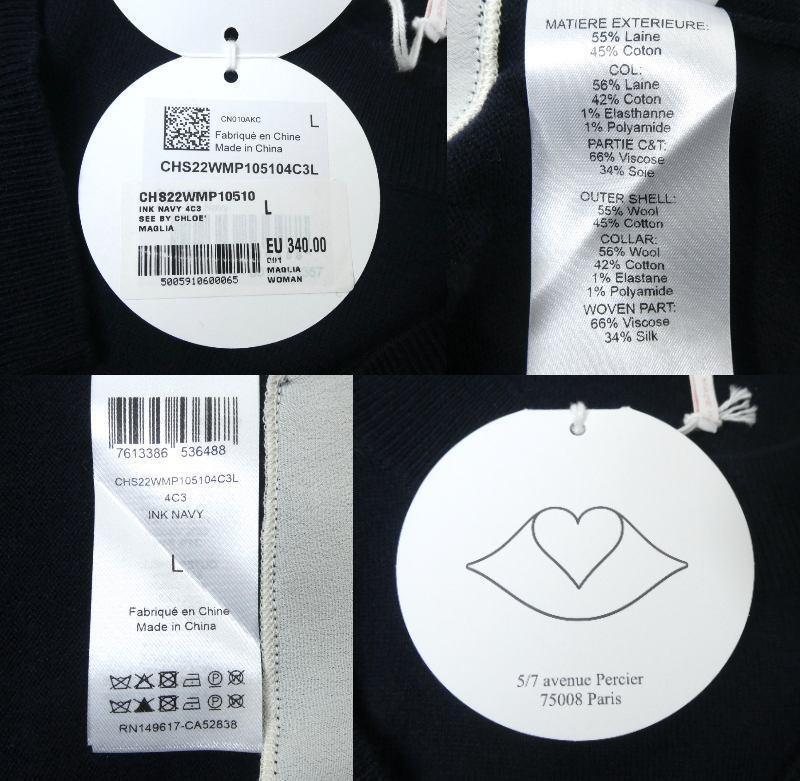 CN010AKC
L
Fabriqué en Chine
Made in China
CHS22WMP105104C3L
CHS22WMP10510
INK NAVY 4C3
L
SEE BY CHLOE'
MAGLIA
EU 340.00
001
MAGLIA
WOMAN
5005910600065
MATIERE EXTERIEURE:
55% Laine
45% Coton
COL:
56% Laine
42% Coton
1% Elasthanne
1% Polyamide
PARTIE C&T:
66% Viscose
34% Soie
OUTER SHELL:
55% Wool
45% Cotton
COLLAR:
56% Wool
42% Cotton
1% Elastane
1% Polyamide
WOVEN PART:
66% Viscose
34% Silk
7613386 536488
CHS22WMP105104C3L
4C3
INK NAVY
L
Fabriqué en Chine
Made in China
RN149617-CA52838
5/7 avenue Percier
75008 Paris